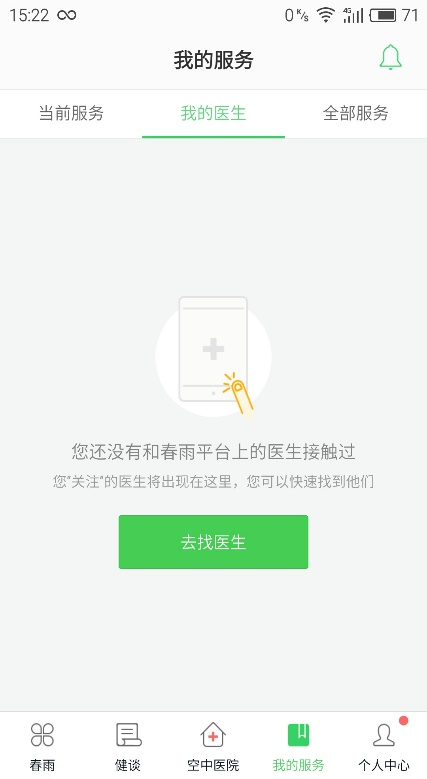 15:22 0 K/s 4G 71
我的服务
当前服务 我的医生 全部服务
您还没有和春雨平台上的医生接触过
您“关注”的医生将出现在这里，您可以快速找到他们
去找医生
春雨 健谈 空中医院 我的服务 个人中心